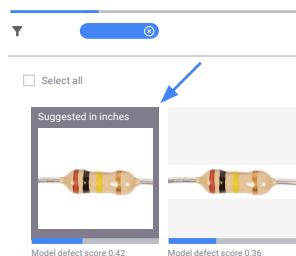 Select all
Suggested in inches
Model defect score 0.42
Model defect score 0.36